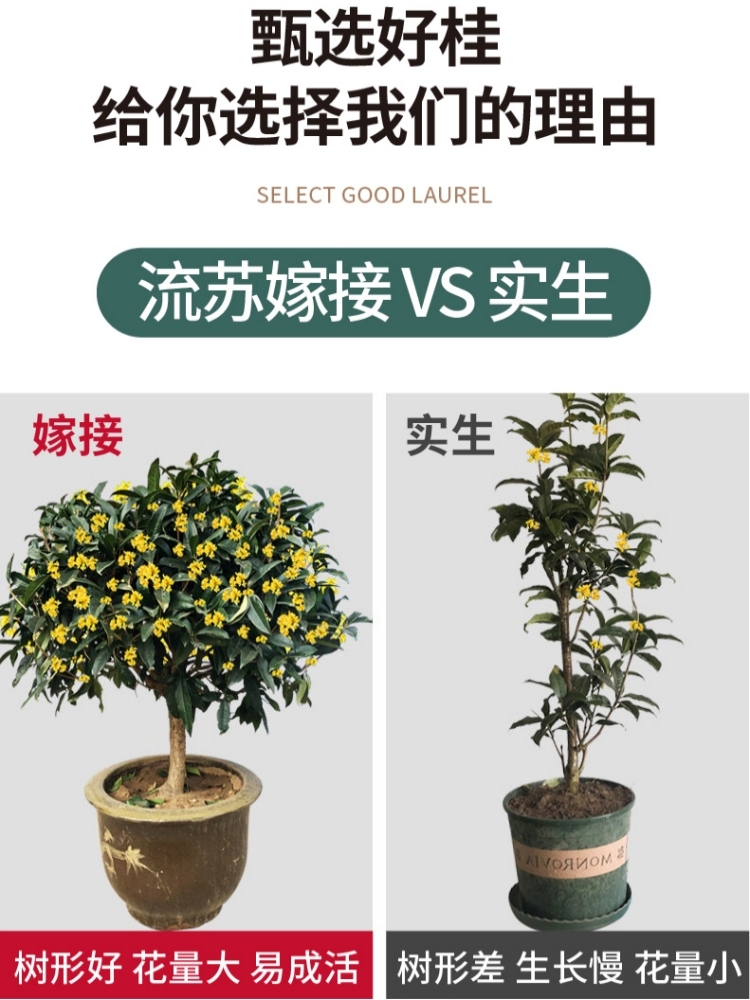 甄选好桂
给你选择我们的理由
SELECT GOOD LAUREL
流苏嫁接 VS 实生
嫁接
实生
MONROVIA
树形好 花量大 易成活
树形差 生长慢 花量小